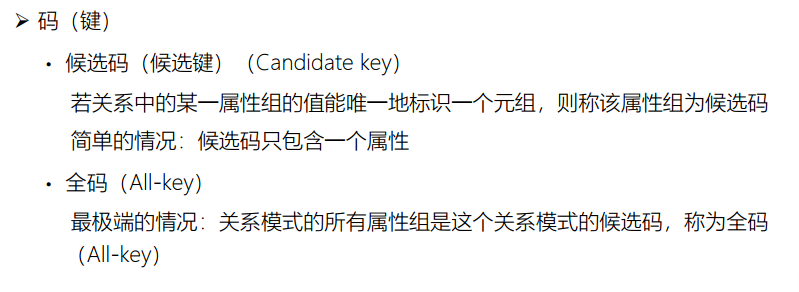 ➢ 码（键）
• 候选码（候选键）（Candidate key）
若关系中的某一属性组的值能唯一地标识一个元组，则称该属性组为候选码
简单的情况：候选码只包含一个属性
• 全码（All-key）
最极端的情况：关系模式的所有属性组是这个关系模式的候选码，称为全码
（All-key）